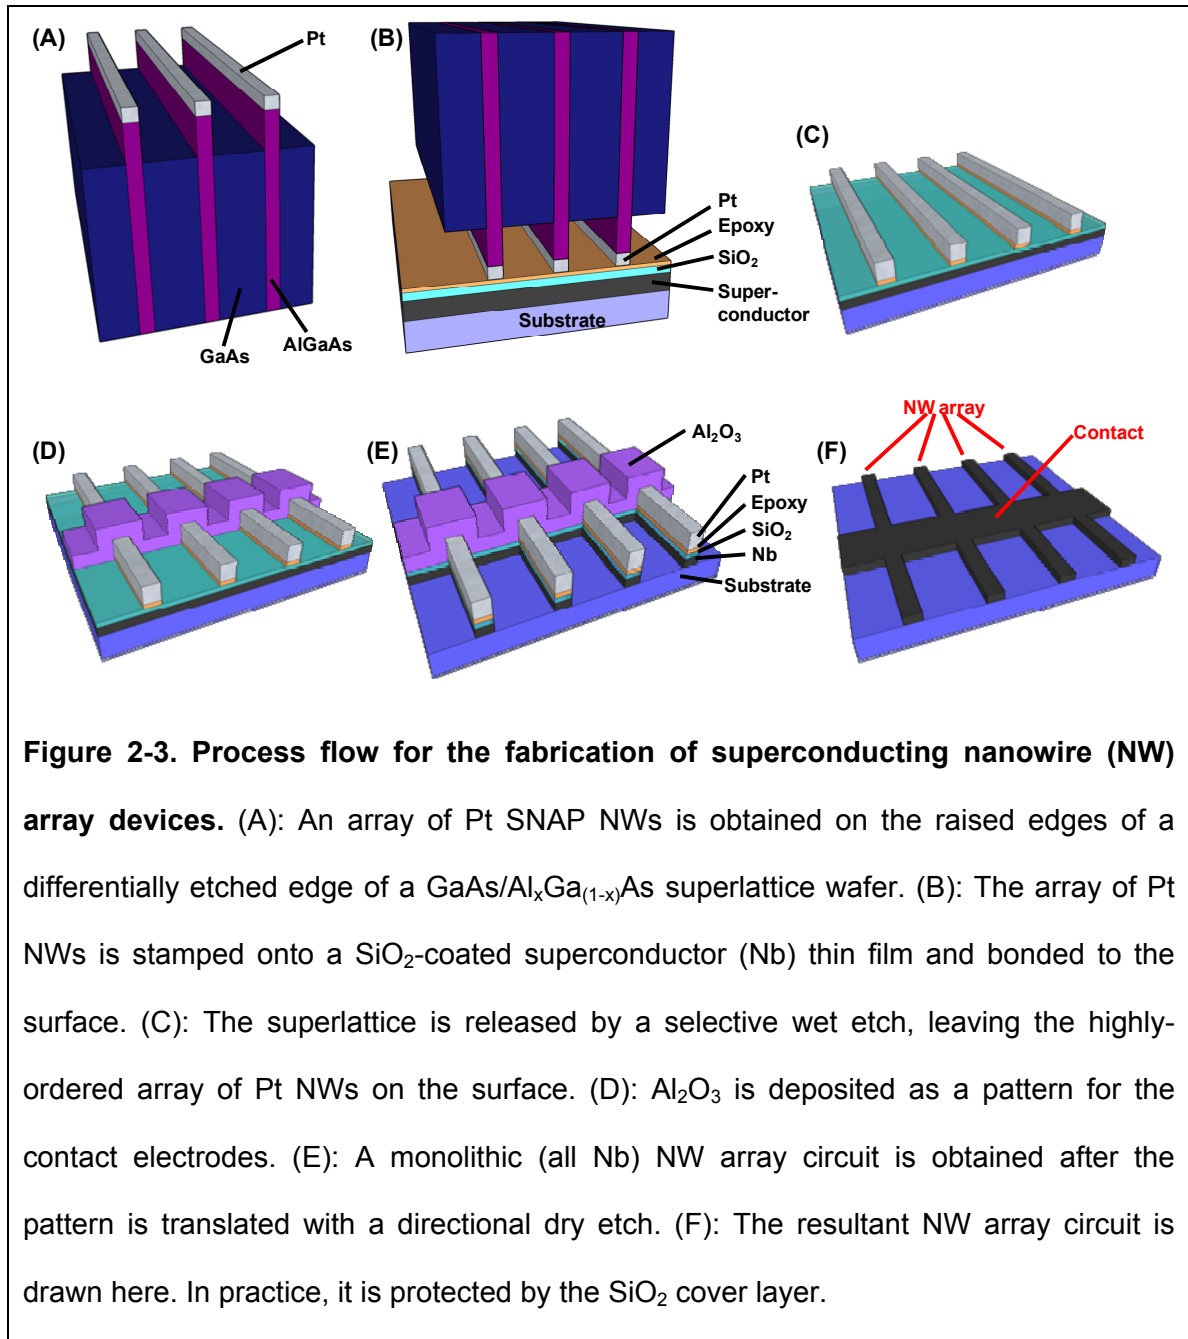 (A)
Pt
GaAs
AlGaAs
(B)
Pt
Epoxy
SiO₂
Super-
conductor
Substrate
(C)
(D)
(E)
Al₂O₃
Pt
Epoxy
SiO₂
Nb
Substrate
(F)
NW array
Contact
Figure 2-3. Process flow for the fabrication of superconducting nanowire (NW)
array devices. (A): An array of Pt SNAP NWs is obtained on the raised edges of a
differentially etched edge of a GaAs/AlₓGa₍₁₋ₓ₎As superlattice wafer. (B): The array of Pt
NWs is stamped onto a SiO₂-coated superconductor (Nb) thin film and bonded to the
surface. (C): The superlattice is released by a selective wet etch, leaving the highly-
ordered array of Pt NWs on the surface. (D): Al₂O₃ is deposited as a pattern for the
contact electrodes. (E): A monolithic (all Nb) NW array circuit is obtained after the
pattern is translated with a directional dry etch. (F): The resultant NW array circuit is
drawn here. In practice, it is protected by the SiO₂ cover layer.